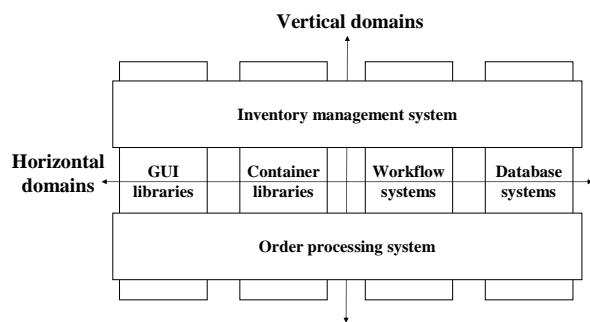 Vertical domains
Inventory management system
Horizontal
domains
GUI
libraries
Container
libraries
Workflow
systems
Database
systems
Order processing system